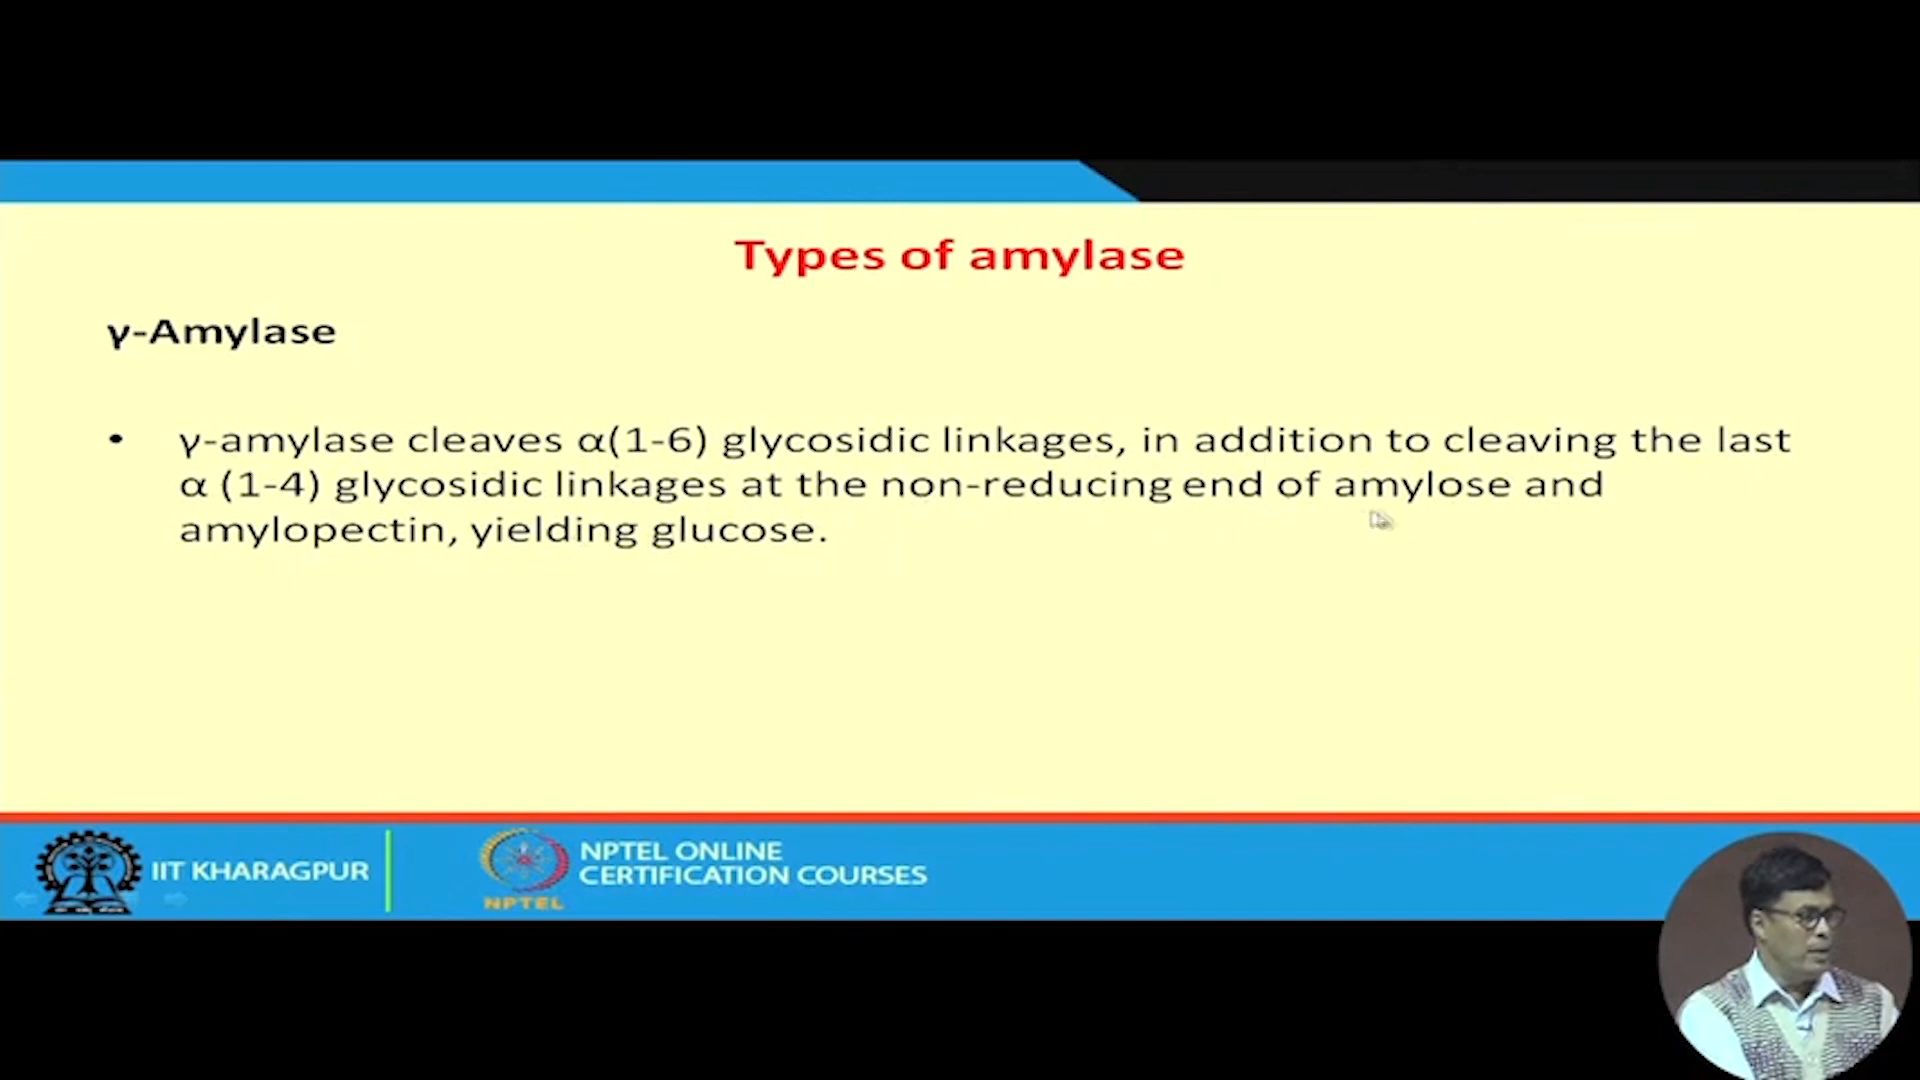 Types of amylase
γ-Amylase
• γ-amylase cleaves α(1-6) glycosidic linkages, in addition to cleaving the last
α (1-4) glycosidic linkages at the non-reducing end of amylose and
amylopectin, yielding glucose.
IIT KHARAGPUR
NPTEL
NPTEL ONLINE
CERTIFICATION COURSES